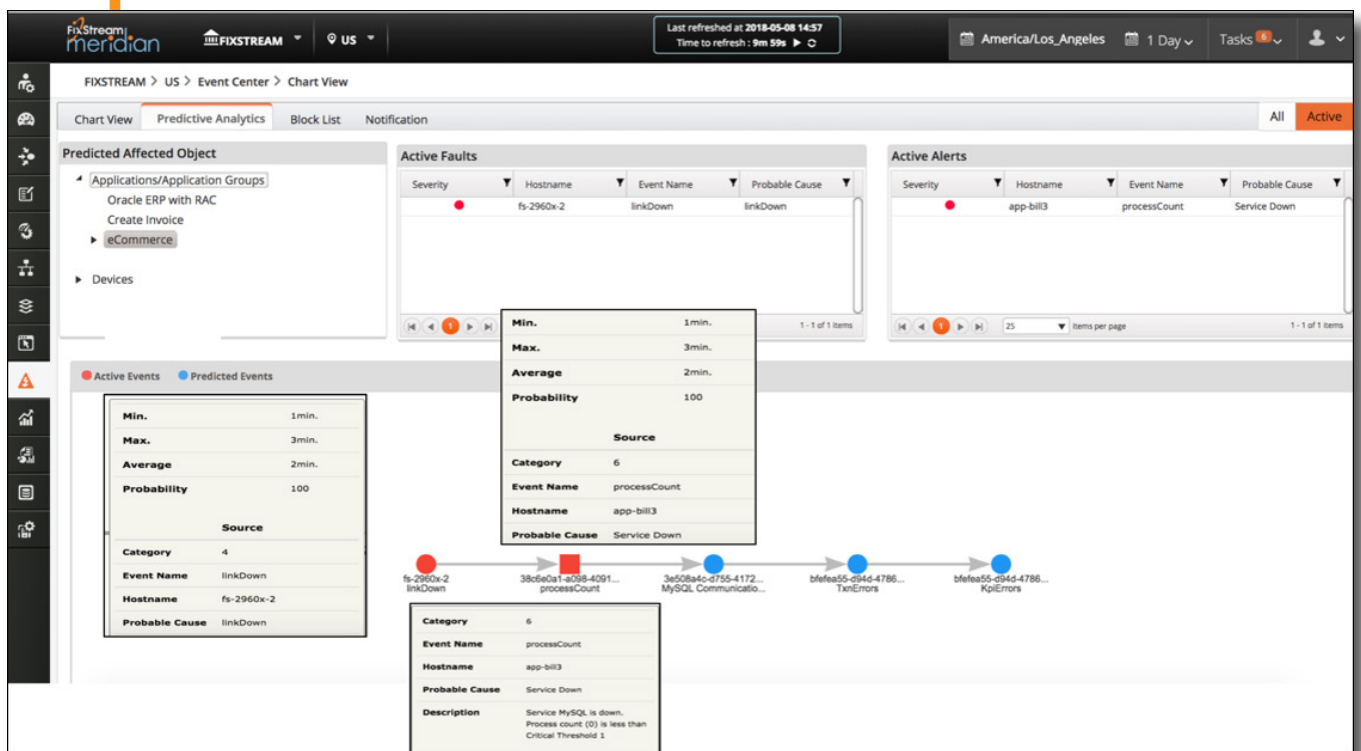 FixStream
meridian
FIXSTREAM
US
Last refreshed at 2018-05-08 14:57
Time to refresh : 9m 59s
America/Los_Angeles
1 Day
Tasks 6
FIXSTREAM > US > Event Center > Chart View
Chart View Predictive Analytics Block List Notification
All Active
Predicted Affected Object
Applications/Application Groups
Oracle ERP with RAC
Create Invoice
eCommerce
Devices
Active Faults
Severity Hostname Event Name Probable Cause
fs-2960x-2 linkDown linkDown
1
1 - 1 of 1 items
Active Alerts
Severity Hostname Event Name Probable Cause
app-bill3 processCount Service Down
1 25 items per page 1 - 1 of 1 items
Active Events Predicted Events
Min. 1min.
Max. 3min.
Average 2min.
Probability 100
Source
Category 4
Event Name linkDown
Hostname fs-2960x-2
Probable Cause linkDown
Min. 1min.
Max. 3min.
Average 2min.
Probability 100
Source
Category 6
Event Name processCount
Hostname app-bill3
Probable Cause Service Down
fs-2960x-2
linkDown
38c6e0a1-a098-4091...
processCount
3e508a4c-d755-4172...
MySQL Communicatio...
bfefea55-d94d-4786...
TxnErrors
bfefea55-d94d-4786...
KpiErrors
Category 6
Event Name processCount
Hostname app-bill3
Probable Cause Service Down
Description Service MySQL is down.
Process count (0) is less than
Critical Threshold 1